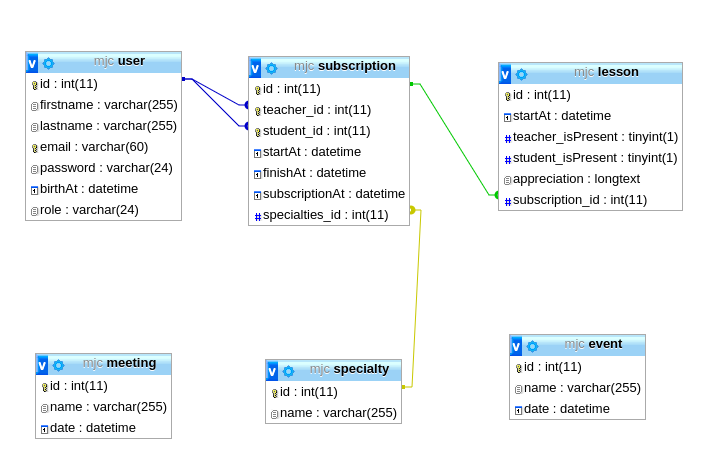 mjc user
id : int(11)
firstname : varchar(255)
lastname : varchar(255)
email : varchar(60)
password : varchar(24)
birthAt : datetime
role : varchar(24)
mjc subscription
id : int(11)
teacher_id : int(11)
student_id : int(11)
startAt : datetime
finishAt : datetime
subscriptionAt : datetime
specialties_id : int(11)
mjc lesson
id : int(11)
startAt : datetime
teacher_isPresent : tinyint(1)
student_isPresent : tinyint(1)
appreciation : longtext
subscription_id : int(11)
mjc meeting
id : int(11)
name : varchar(255)
date : datetime
mjc specialty
id : int(11)
name : varchar(255)
mjc event
id : int(11)
name : varchar(255)
date : datetime